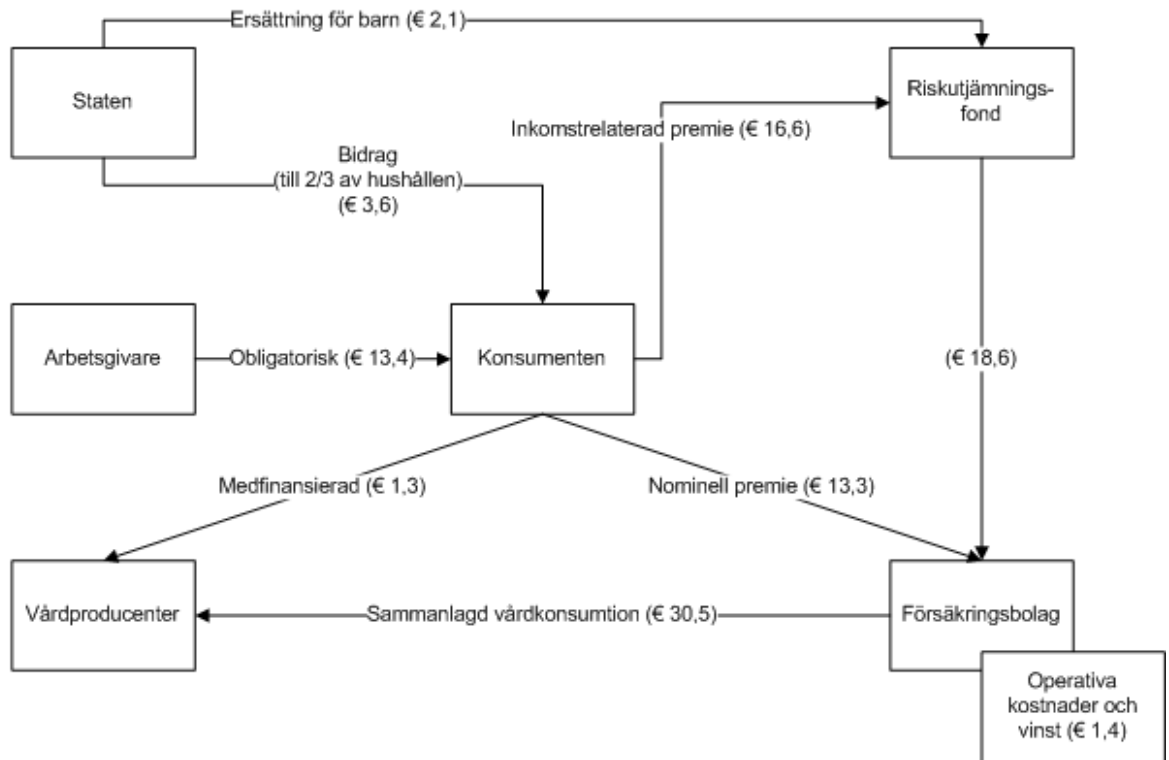 Ersättning för barn (€ 2,1)
Staten
Riskutjämnings-
fond
Inkomstrelaterad premie (€ 16,6)
Bidrag
(till 2/3 av hushållen)
(€ 3,6)
Arbetsgivare
Obligatorisk (€ 13,4)
Konsumenten
(€ 18,6)
Medfinansierad (€ 1,3)
Nominell premie (€ 13,3)
Vårdproducenter
Sammanlagd vårdkonsumtion (€ 30,5)
Försäkringsbolag
Operativa
kostnader och
vinst (€ 1,4)